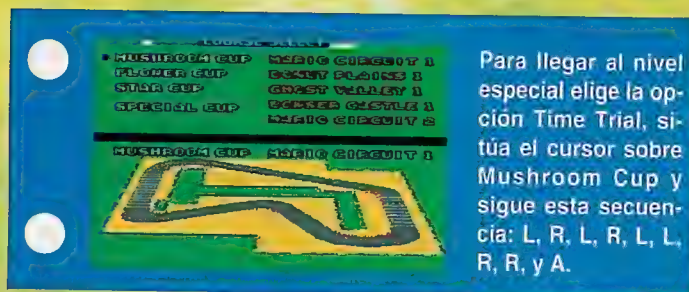 COURSE SELECT
MUSHROOM CUP MARIO CIRCUIT 1
FLOWER CUP DONUT PLAINS 1
STAR CUP GHOST VALLEY 1
SPECIAL CUP BOWSER CASTLE 1
MARIO CIRCUIT 2
MUSHROOM CUP MARIO CIRCUIT 1
Para llegar al nivel
especial elige la op-
ción Time Trial, si-
túa el cursor sobre
Mushroom Cup y
sigue esta secuen-
cia: L, R, L, R, L, L,
R, R, y A.